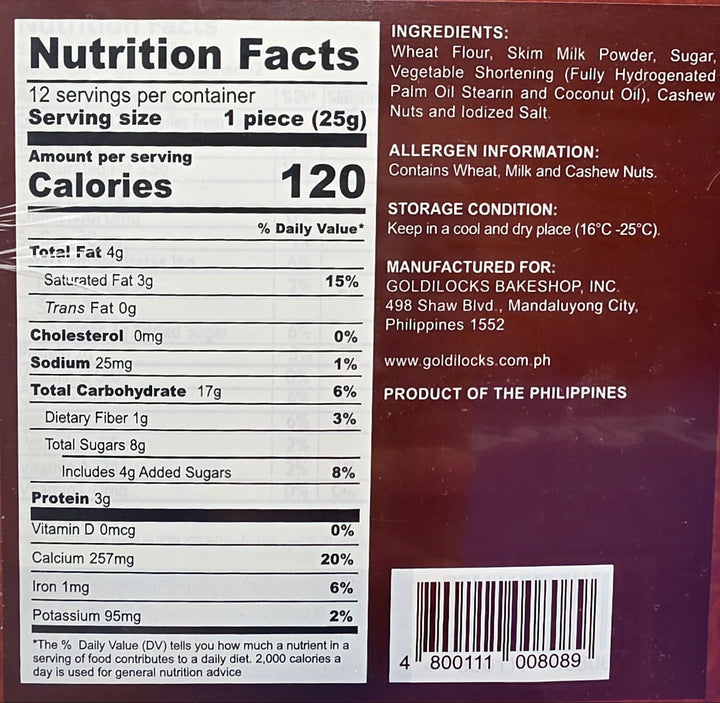 Nutrition Facts
12 servings per container
Serving size 1 piece (25g)
Amount per serving
Calories 120
% Daily Value*
Total Fat 4g
Saturated Fat 3g 15%
Trans Fat 0g
Cholesterol 0mg 0%
Sodium 25mg 1%
Total Carbohydrate 17g 6%
Dietary Fiber 1g 3%
Total Sugars 8g
Includes 4g Added Sugars 8%
Protein 3g
Vitamin D 0mcg 0%
Calcium 257mg 20%
Iron 1mg 6%
Potassium 95mg 2%
*The % Daily Value (DV) tells you how much a nutrient in a
serving of food contributes to a daily diet. 2,000 calories a
day is used for general nutrition advice
INGREDIENTS:
Wheat Flour, Skim Milk Powder, Sugar,
Vegetable Shortening (Fully Hydrogenated
Palm Oil Stearin and Coconut Oil), Cashew
Nuts and Iodized Salt.
ALLERGEN INFORMATION:
Contains Wheat, Milk and Cashew Nuts.
STORAGE CONDITION:
Keep in a cool and dry place (16°C -25°C).
MANUFACTURED FOR:
GOLDILOCKS BAKESHOP, INC.
498 Shaw Blvd., Mandaluyong City,
Philippines 1552
www.goldilocks.com.ph
PRODUCT OF THE PHILIPPINES
4 800111 008089